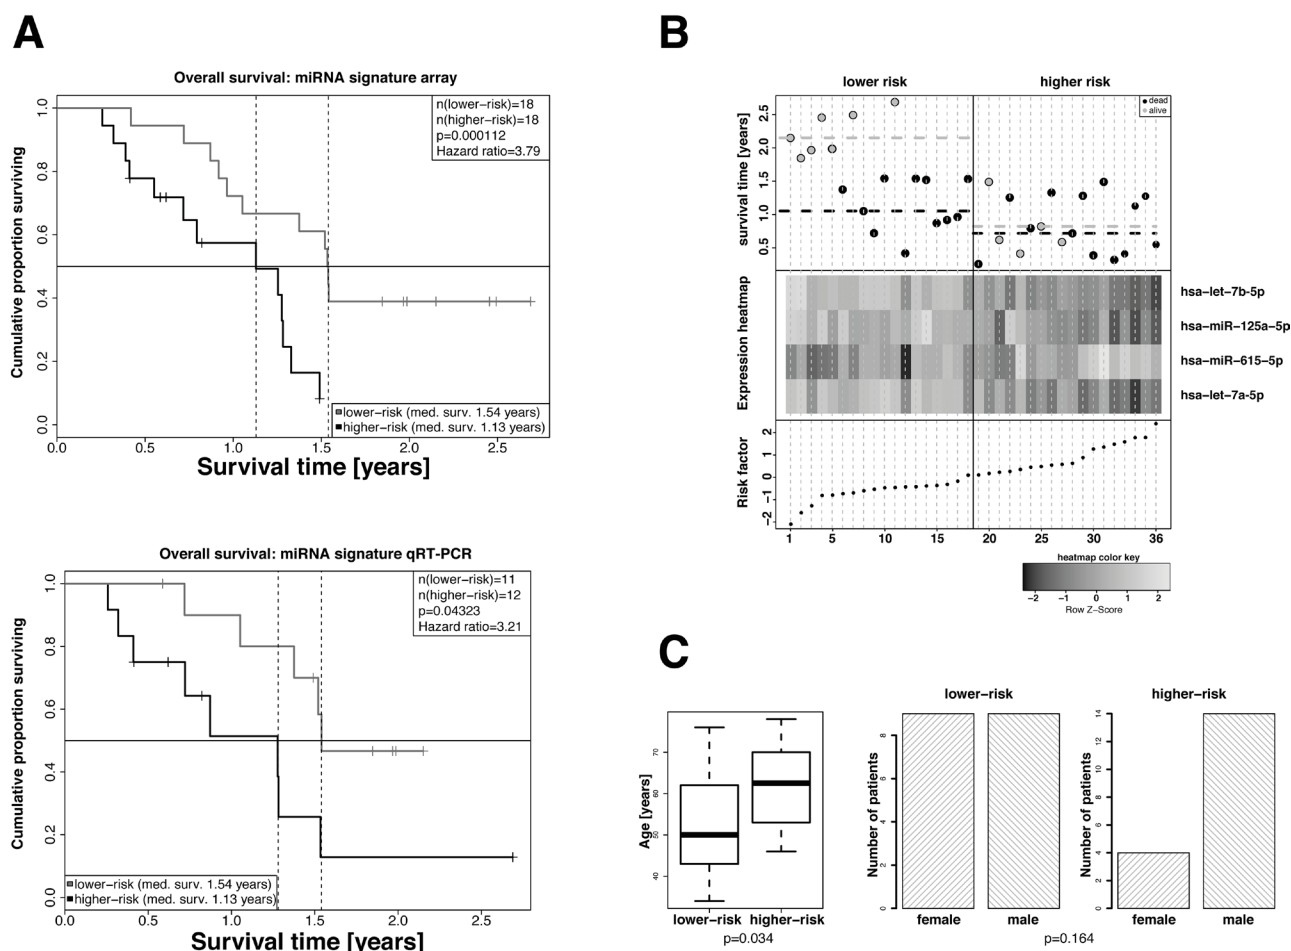 A
Overall survival: miRNA signature array
Cumulative proportion surviving
1.0
0.8
0.6
0.4
0.2
0.0
n(lower−risk)=18
n(higher−risk)=18
p=0.000112
Hazard ratio=3.79
lower−risk (med. surv. 1.54 years)
higher−risk (med. surv. 1.13 years)
0.0 0.5 1.0 1.5 2.0 2.5
Survival time [years]
Overall survival: miRNA signature qRT−PCR
Cumulative proportion surviving
1.0
0.8
0.6
0.4
0.2
0.0
n(lower−risk)=11
n(higher−risk)=12
p=0.04323
Hazard ratio=3.21
lower−risk (med. surv. 1.54 years)
higher−risk (med. surv. 1.13 years)
0.0 0.5 1.0 1.5 2.0 2.5
Survival time [years]
B
lower risk higher risk
dead
alive
survival time [years]
2.5
2.0
1.5
1.0
0.5
Expression heatmap
hsa−let−7b−5p
hsa−miR−125a−5p
hsa−miR−615−5p
hsa−let−7a−5p
Risk factor
2
1
0
−1
−2
1 5 10 15 20 25 30 36
heatmap color key
−2 −1 0 1 2
Row Z−Score
C
Age [years]
70
60
50
40
lower−risk higher−risk
p=0.034
lower−risk
Number of patients
8
6
4
2
0
female male
higher−risk
Number of patients
14
12
10
8
6
4
2
0
female male
p=0.164